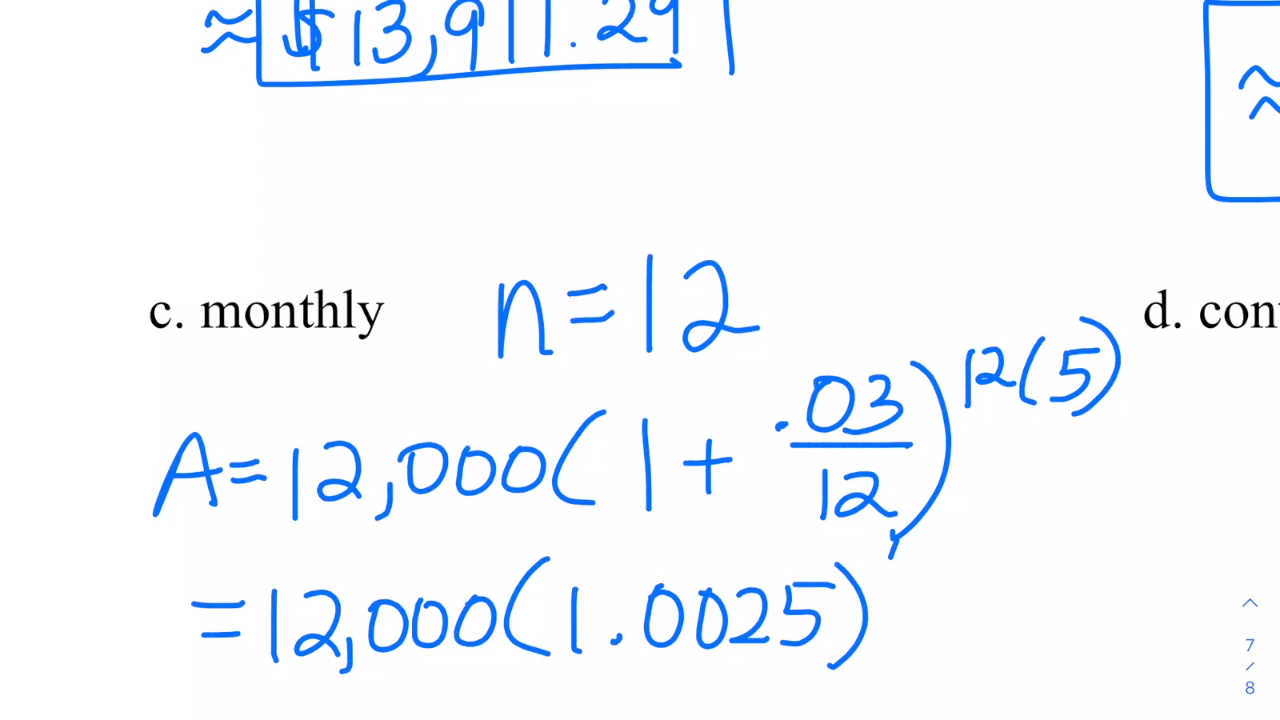 ≈ $13,911.29
≈
c. monthly n=12
d. con
A=12,000(1+.03/12)^12(5)
=12,000(1.0025)
7
/
8